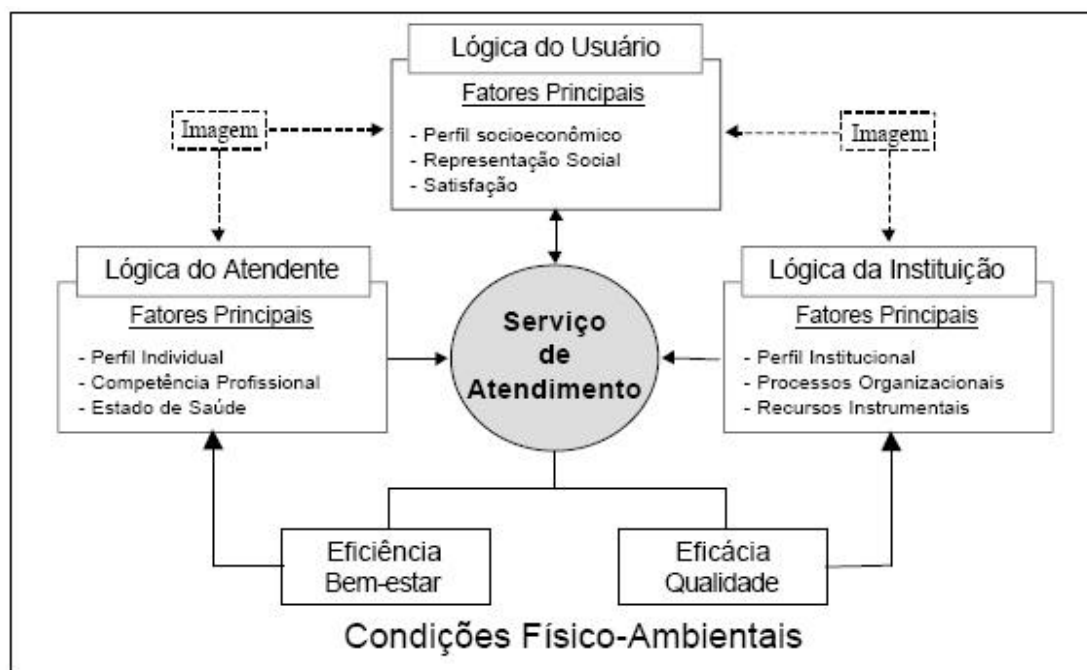 Lógica do Usuário
Fatores Principais
- Perfil socioeconômico
- Representação Social
- Satisfação
Imagem
Imagem
Lógica do Atendente
Fatores Principais
- Perfil Individual
- Competência Profissional
- Estado de Saúde
Serviço
de
Atendimento
Lógica da Instituição
Fatores Principais
- Perfil Institucional
- Processos Organizacionais
- Recursos Instrumentais
Eficiência
Bem-estar
Eficácia
Qualidade
Condições Físico-Ambientais